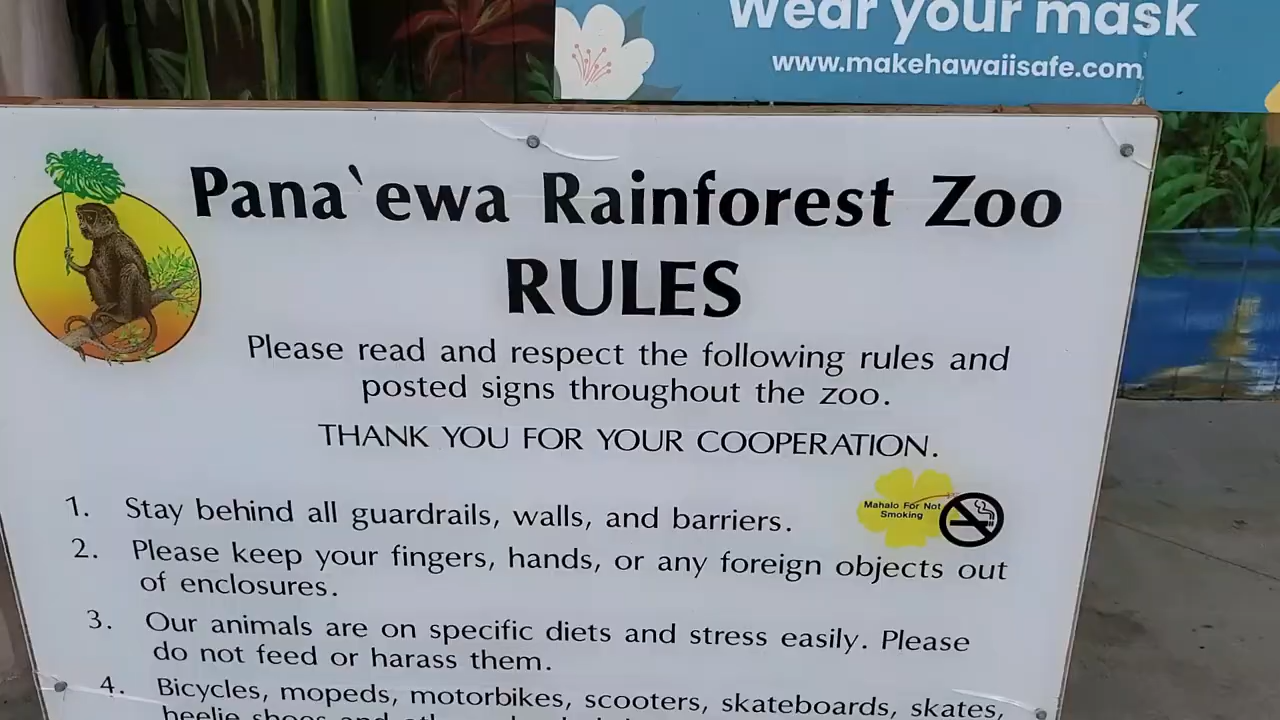 Wear your mask
www.makehawaiisafe.com
Pana`ewa Rainforest Zoo
RULES
Please read and respect the following rules and
posted signs throughout the zoo.
THANK YOU FOR YOUR COOPERATION.
Mahalo For Not
Smoking
1. Stay behind all guardrails, walls, and barriers.
2. Please keep your fingers, hands, or any foreign objects out
of enclosures.
3. Our animals are on specific diets and stress easily. Please
do not feed or harass them.
4. Bicycles, mopeds, motorbikes, scooters, skateboards, skates,
heelie shoes and